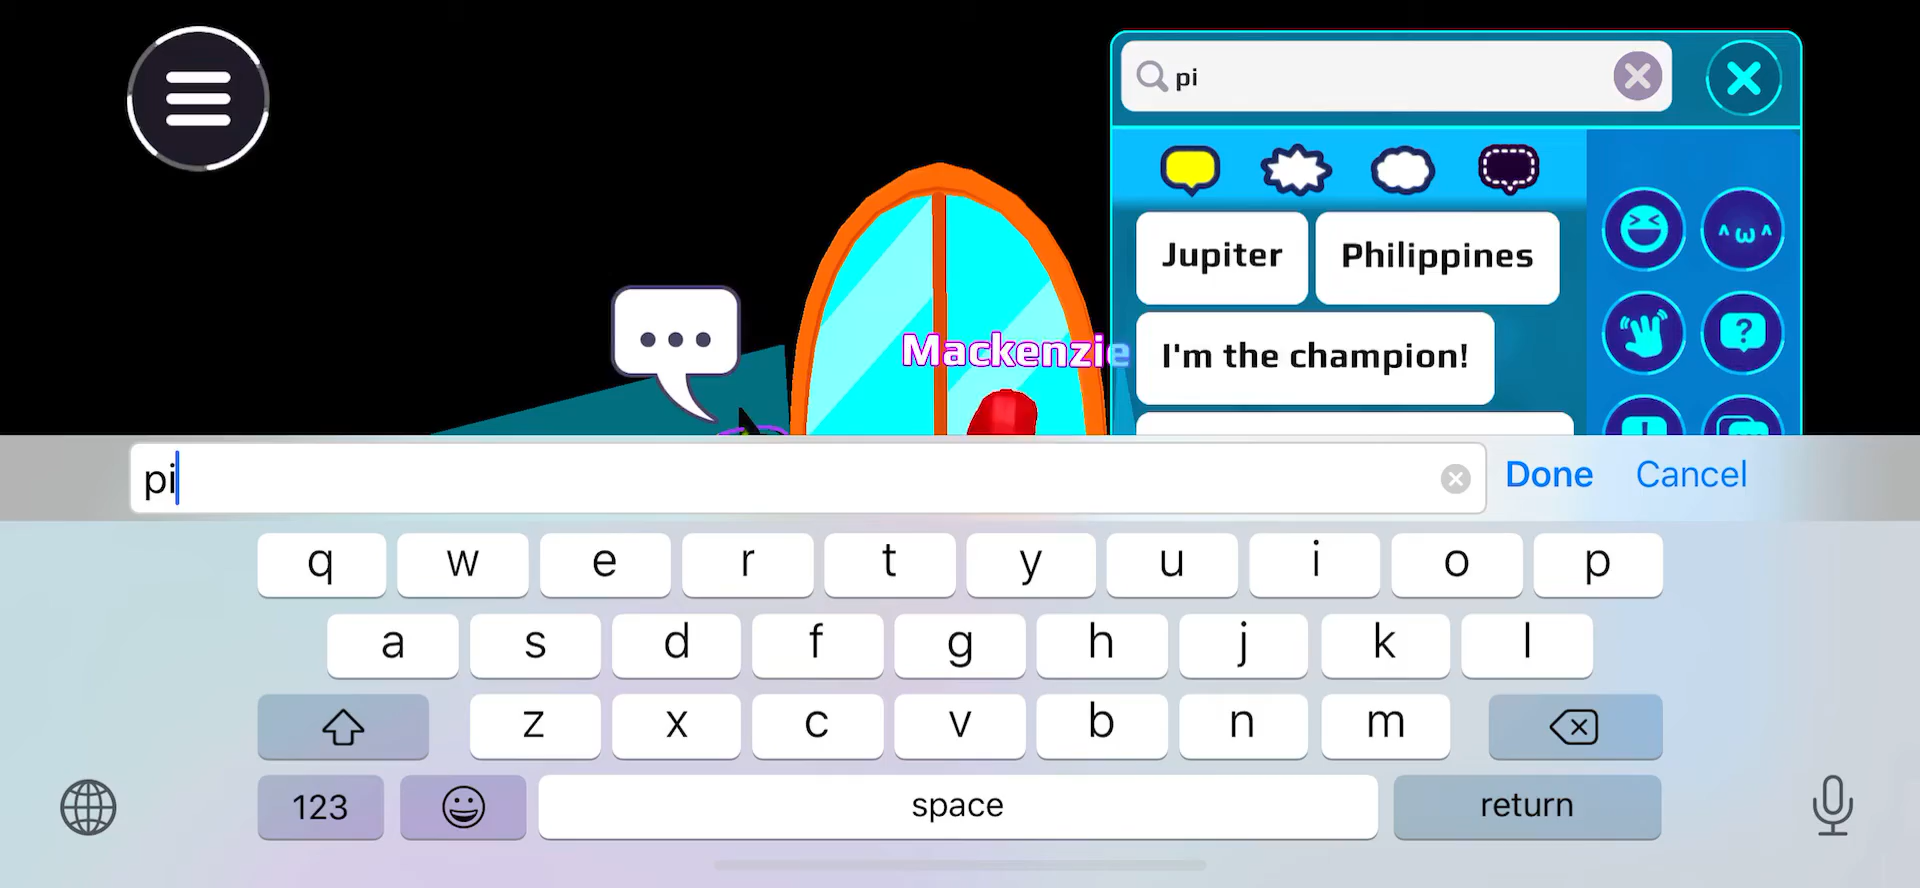 pi
Jupiter Philippines
Mackenzie
I'm the champion!
pi Done Cancel
q w e r t y u i o p
a s d f g h j k l
z x c v b n m
123 space return